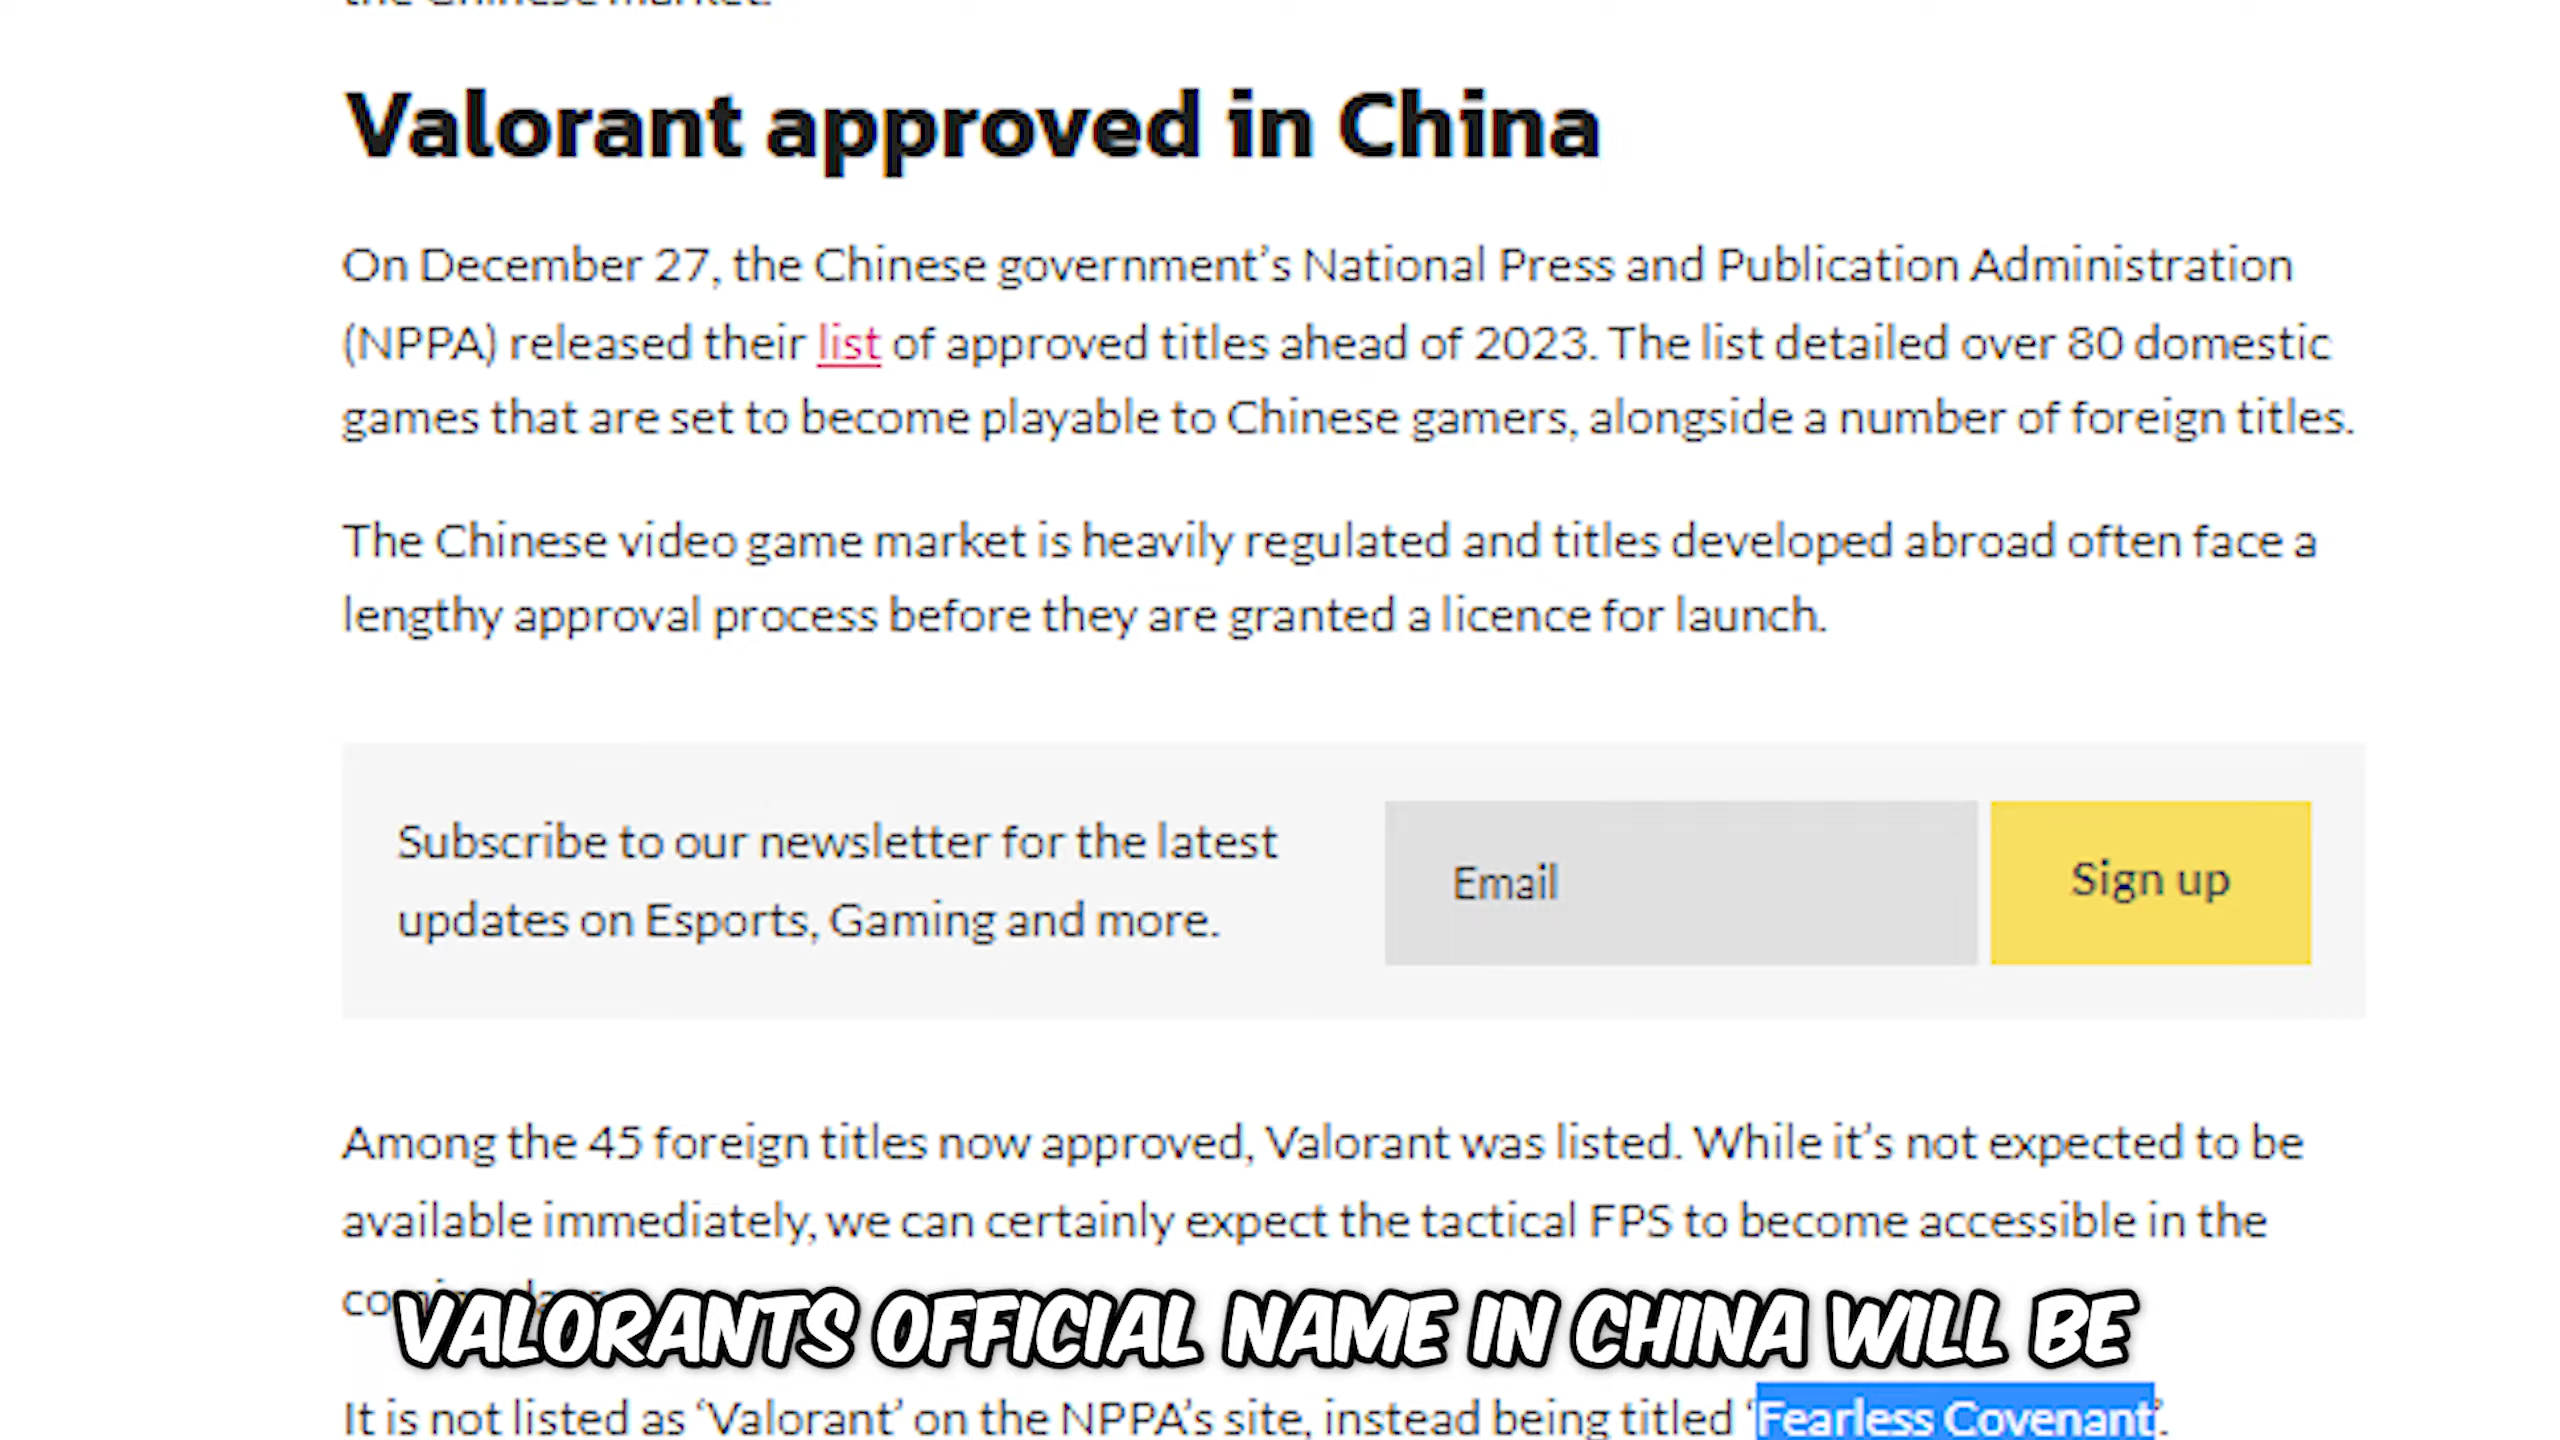 the Chinese market.
Valorant approved in China
On December 27, the Chinese government’s National Press and Publication Administration
(NPPA) released their list of approved titles ahead of 2023. The list detailed over 80 domestic
games that are set to become playable to Chinese gamers, alongside a number of foreign titles.
The Chinese video game market is heavily regulated and titles developed abroad often face a
lengthy approval process before they are granted a licence for launch.
Subscribe to our newsletter for the latest
updates on Esports, Gaming and more.
Email
Sign up
Among the 45 foreign titles now approved, Valorant was listed. While it’s not expected to be
available immediately, we can certainly expect the tactical FPS to become accessible in the
VALORANTS OFFICIAL NAME IN CHINA WILL BE
It is not listed as ‘Valorant’ on the NPPA’s site, instead being titled ‘Fearless Covenant’.